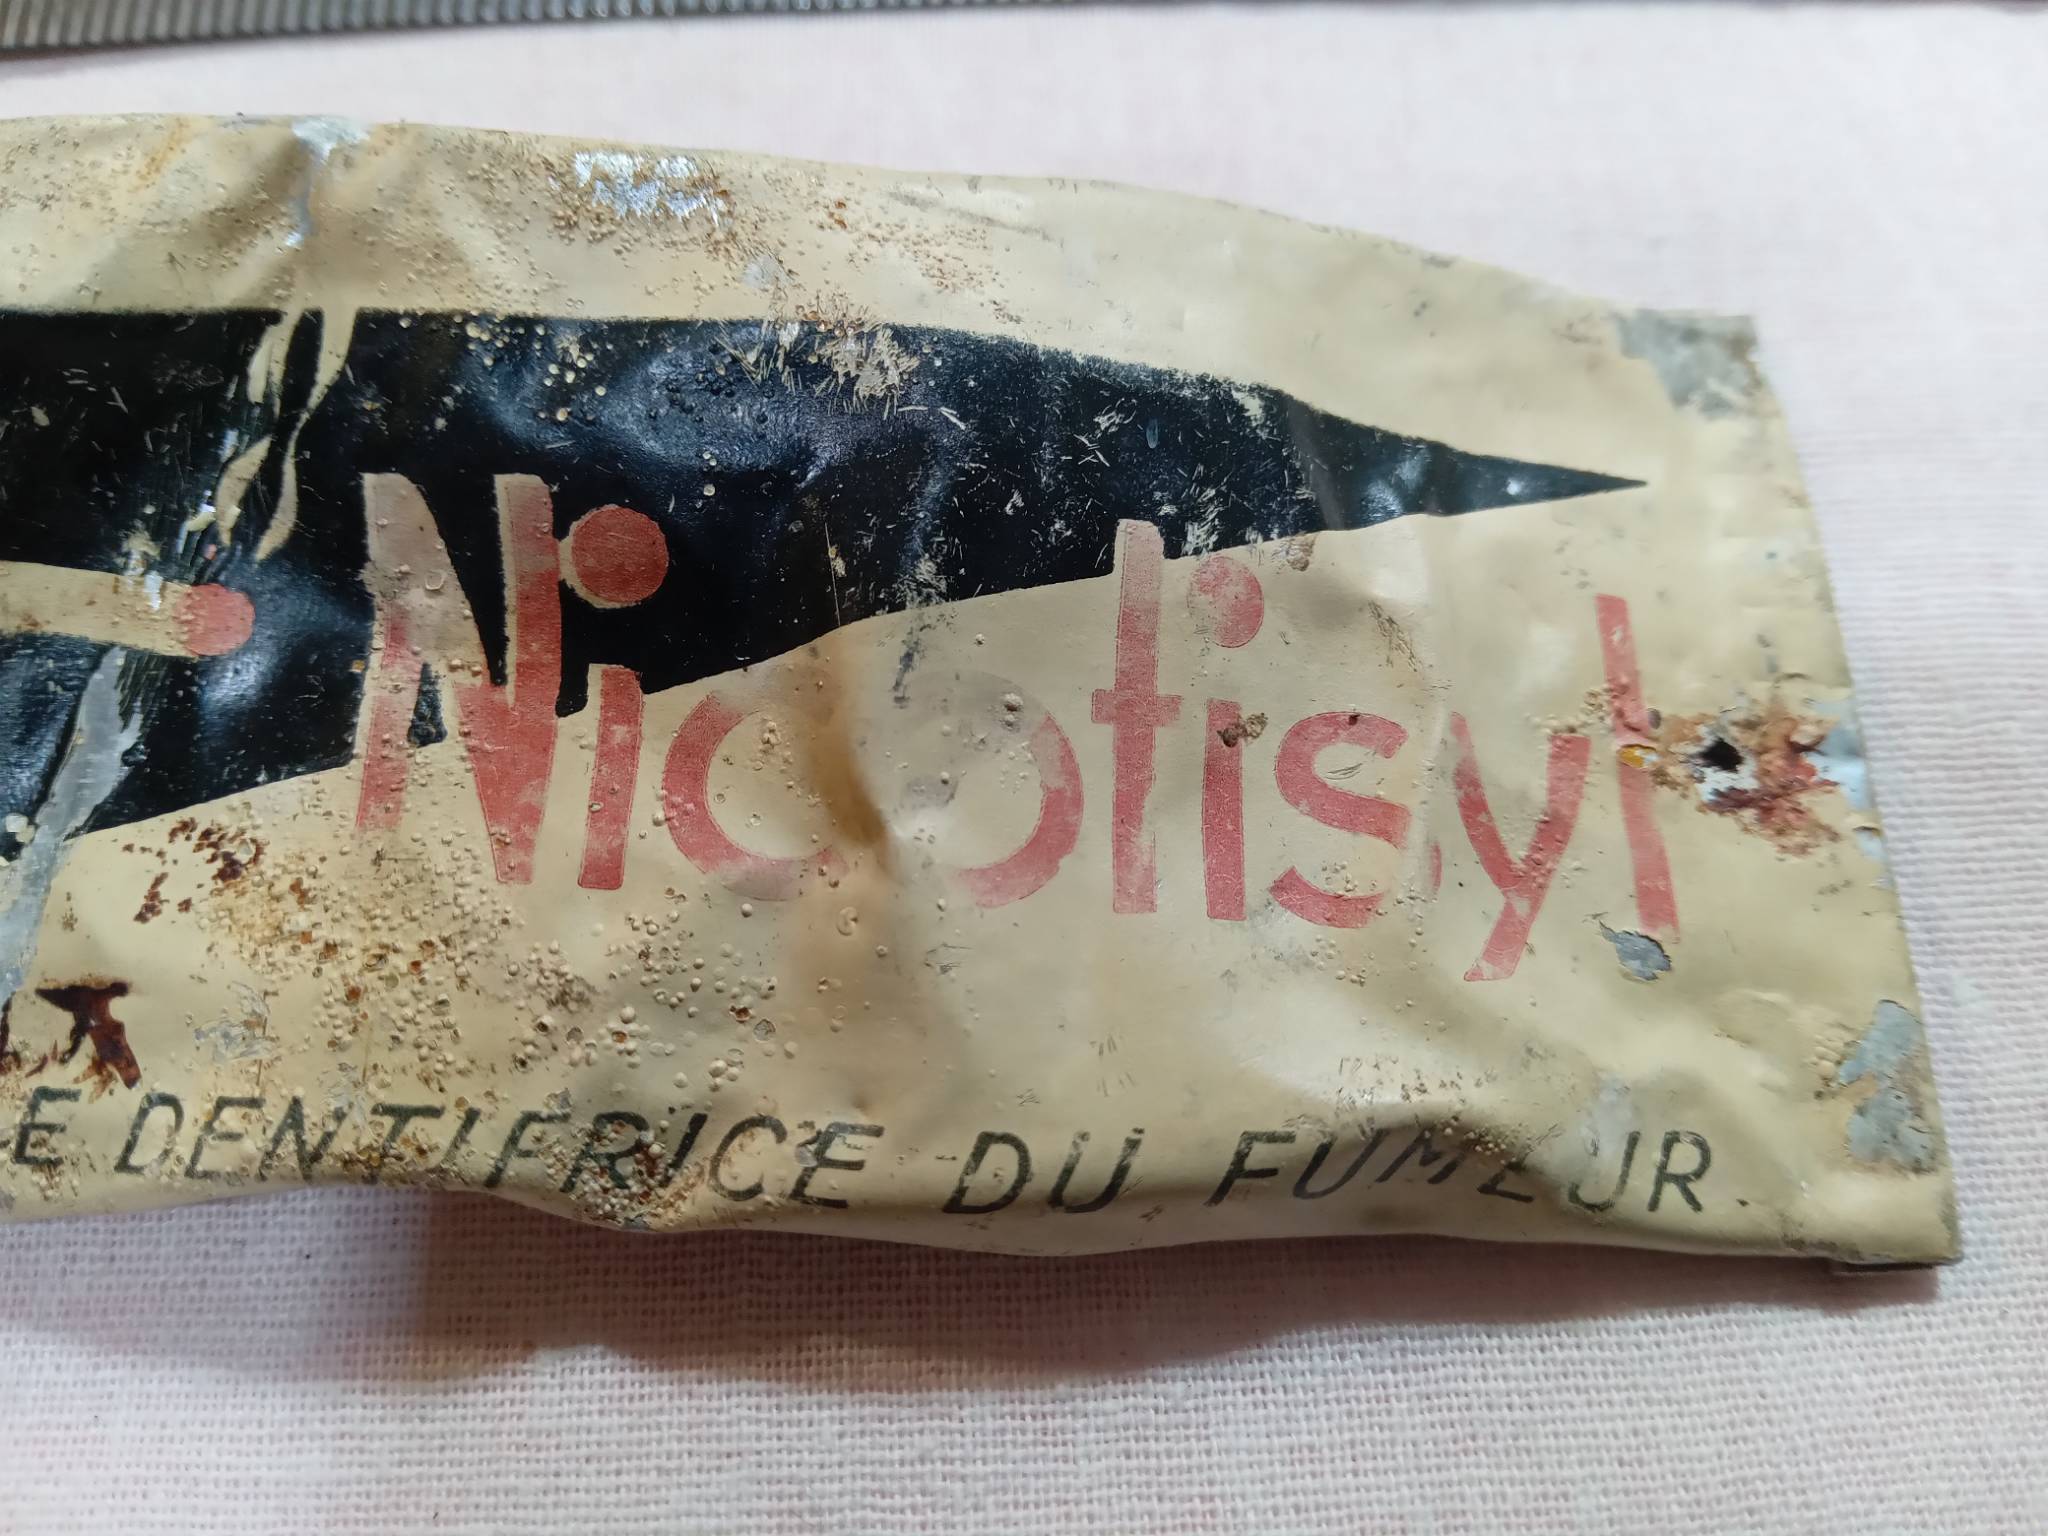 Nicotisyl
E DENTIFRICE DU FUMEUR